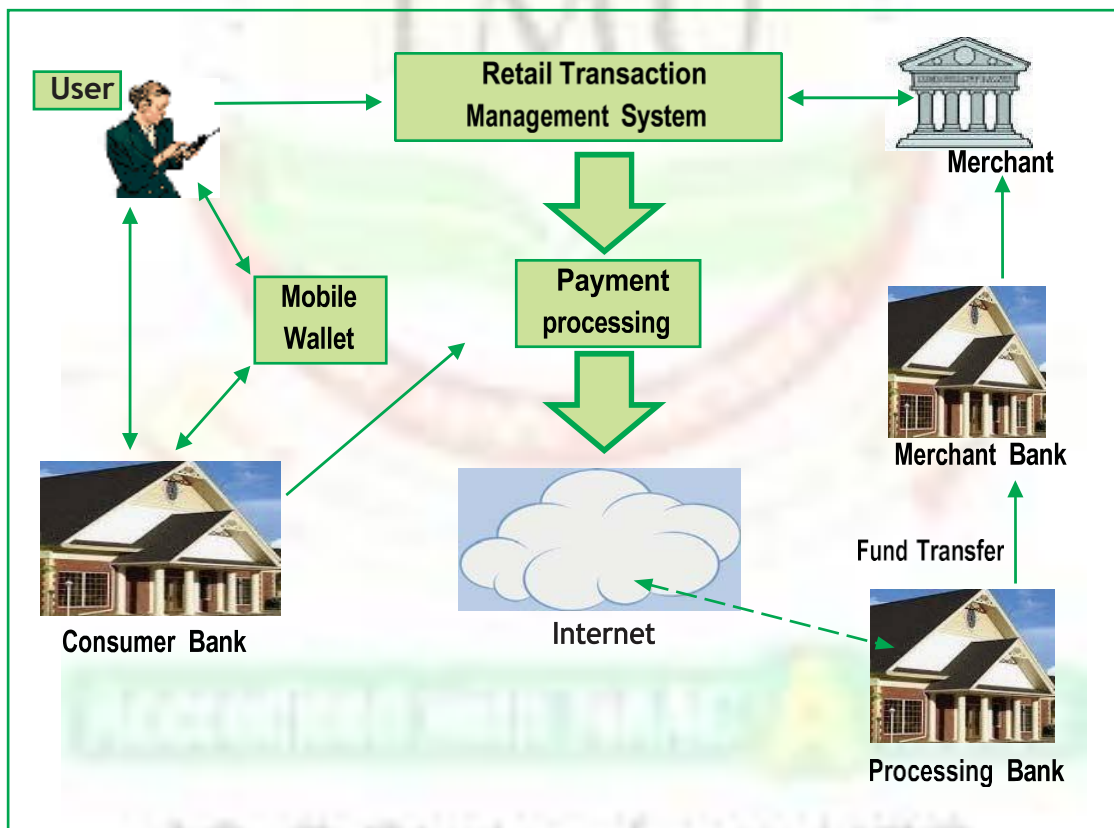 User
Retail Transaction
Management System
Merchant
Mobile
Wallet
Payment
processing
Merchant Bank
Fund Transfer
Consumer Bank
Internet
Processing Bank